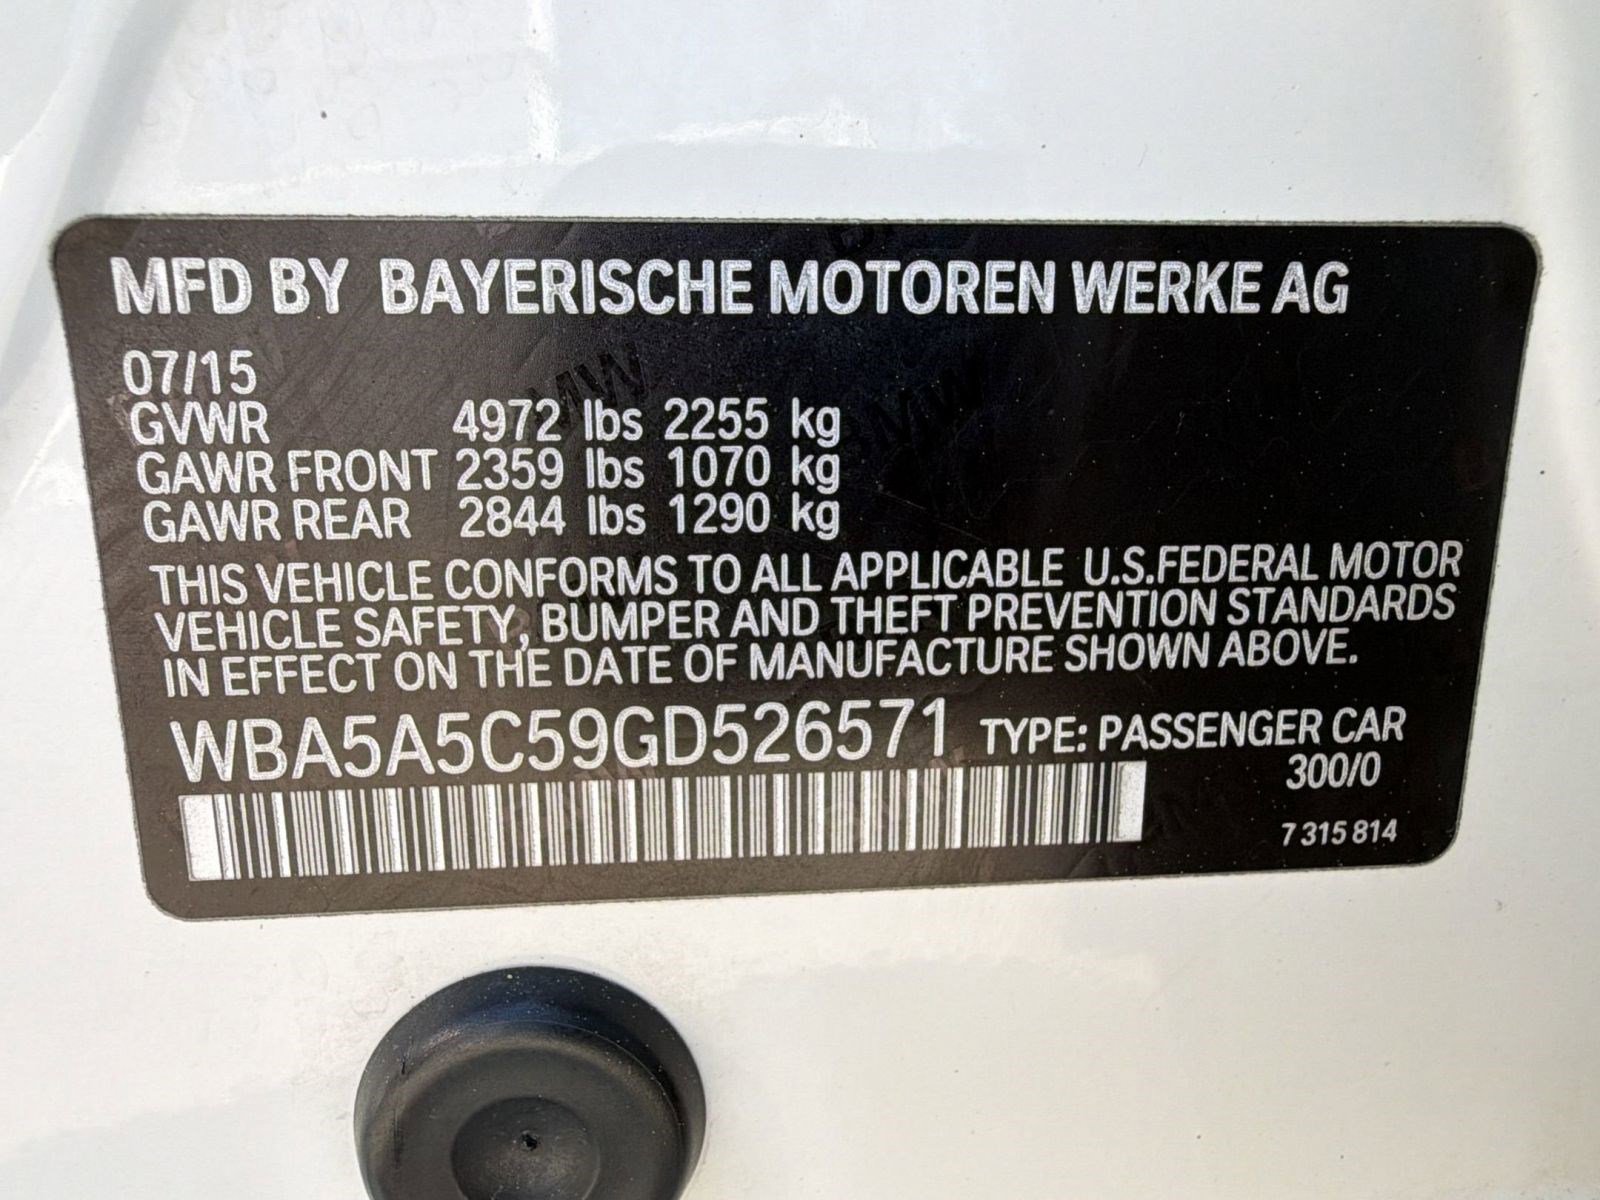 MFD BY BAYERISCHE MOTOREN WERKE AG
07/15
GVWR 4972 lbs 2255 kg
GAWR FRONT 2359 lbs 1070 kg
GAWR REAR 2844 lbs 1290 kg
THIS VEHICLE CONFORMS TO ALL APPLICABLE U.S.FEDERAL MOTOR
VEHICLE SAFETY, BUMPER AND THEFT PREVENTION STANDARDS
IN EFFECT ON THE DATE OF MANUFACTURE SHOWN ABOVE.
WBA5A5C59GD526571 TYPE: PASSENGER CAR
300/0
7 315 814